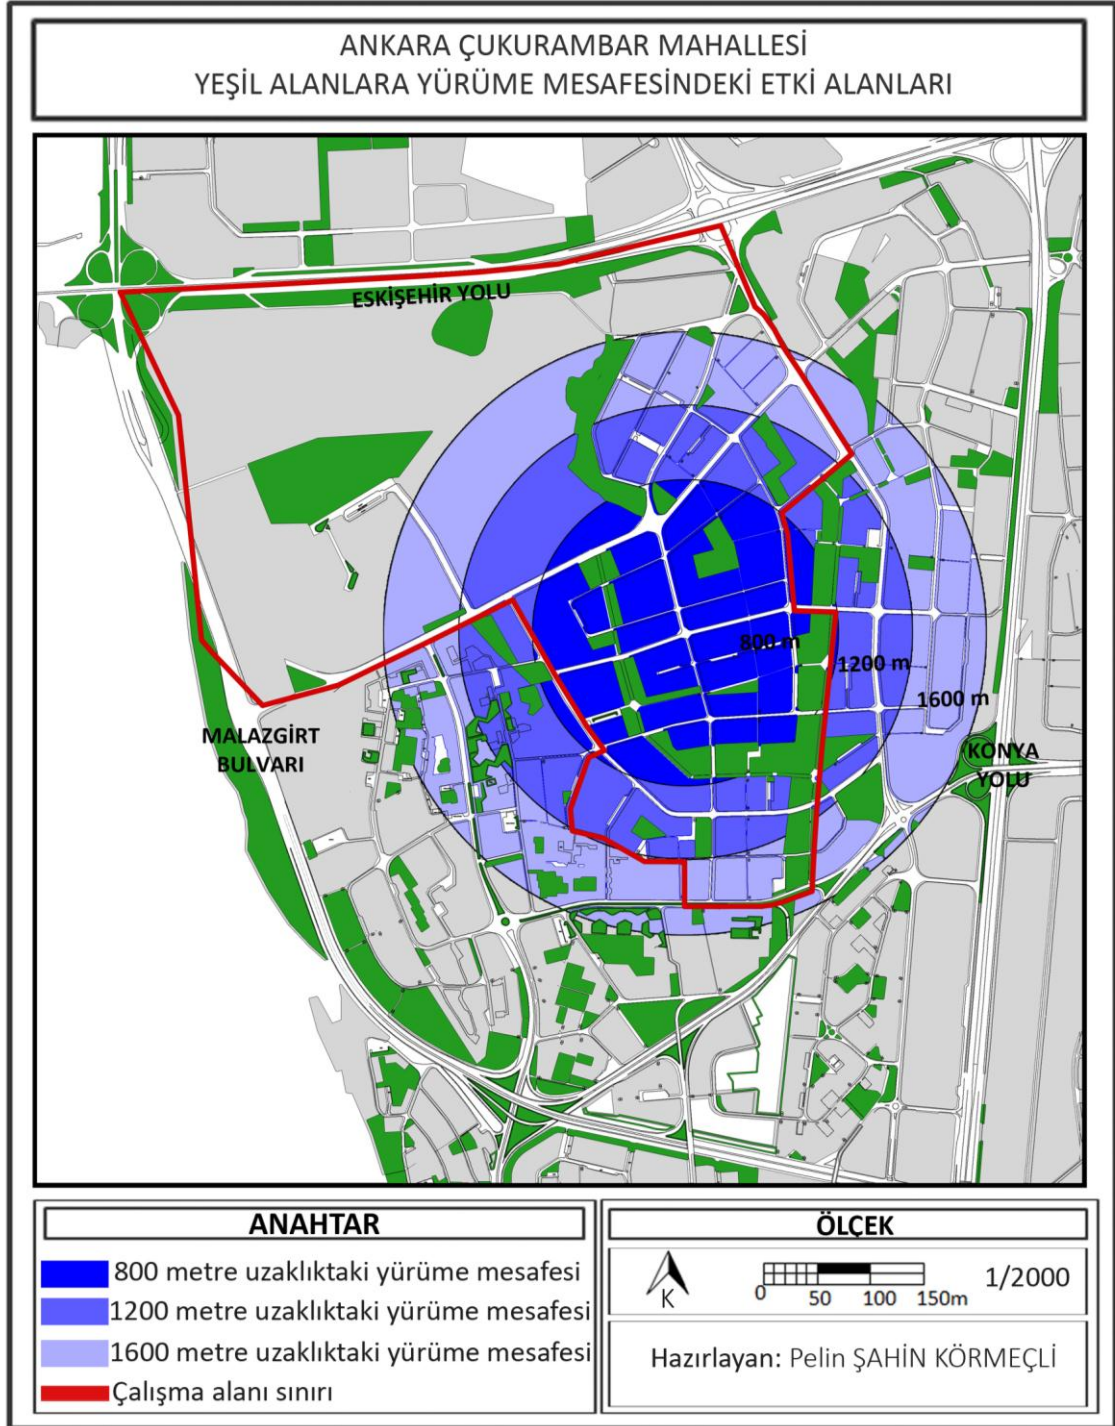 ANKARA ÇUKURAMBAR MAHALLESİ
YEŞİL ALANLARA YÜRÜME MESAFESİNDEKİ ETKİ ALANLARI
ESKİŞEHİR YOLU
800 m
1200 m
1600 m
MALAZGİRT
BULVARI
KONYA
YOLU
ANAHTAR
800 metre uzaklıktaki yürüme mesafesi
1200 metre uzaklıktaki yürüme mesafesi
1600 metre uzaklıktaki yürüme mesafesi
Çalışma alanı sınırı
ÖLÇEK
K
0 50 100 150m
1/2000
Hazırlayan: Pelin ŞAHİN KÖRMEÇLİ